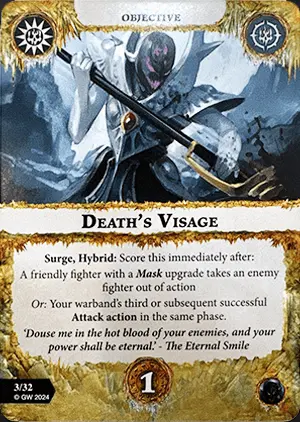 OBJECTIVE
DEATH'S VISAGE
Surge, Hybrid: Score this immediately after:
A friendly fighter with a Mask upgrade takes an enemy
fighter out of action
Or: Your warband's third or subsequent successful
Attack action in the same phase.
'Douse me in the hot blood of your enemies, and your
power shall be eternal.' - The Eternal Smile
3/32
© GW 2024
1